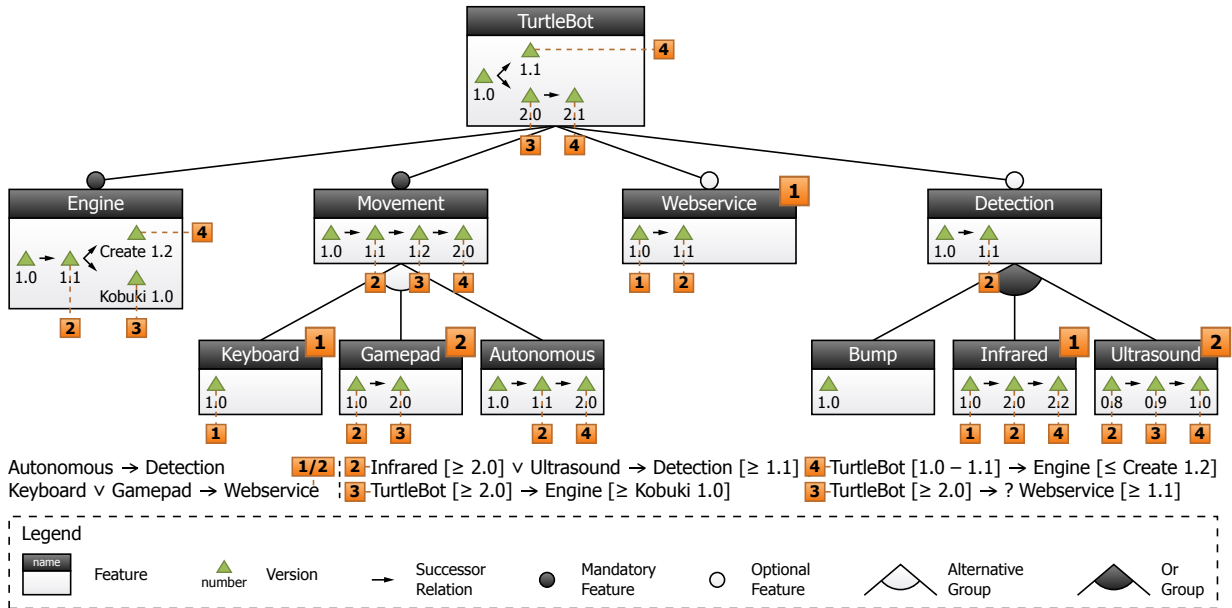 TurtleBot
4
1.1
1.0
2.0 2.1
3 4
Engine
4
Create 1.2
1.0 1.1
Kobuki 1.0
2 3
Movement
1.0 1.1 1.2 2.0
2 3 4
Webservice 1
1.0 1.1
1 2
Detection
1.0 1.1
2
Keyboard 1
1.0
1
Gamepad 2
1.0 2.0
2 3
Autonomous
1.0 1.1 2.0
2 4
Bump
1.0
Infrared 1
1.0 2.0 2.2
1 2 4
Ultrasound 2
0.8 0.9 1.0
2 3 4
Autonomous → Detection 1/2
Keyboard ∨ Gamepad → Webservice
2 Infrared [≥ 2.0] ∨ Ultrasound → Detection [≥ 1.1]
3 TurtleBot [≥ 2.0] → Engine [≥ Kobuki 1.0]
4 TurtleBot [1.0 – 1.1] → Engine [≤ Create 1.2]
3 TurtleBot [≥ 2.0] → ? Webservice [≥ 1.1]
Legend
name
Feature
number
Version
Successor
Relation
Mandatory
Feature
Optional
Feature
Alternative
Group
Or
Group